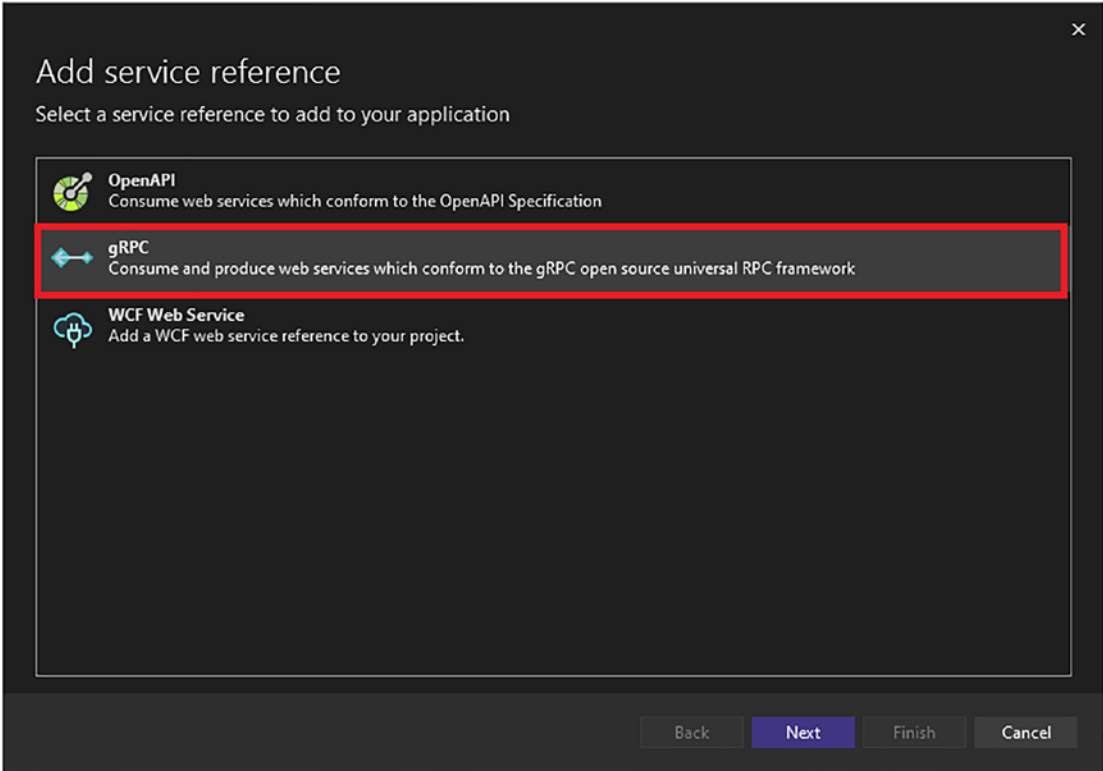 Add service reference
Select a service reference to add to your application
OpenAPI
Consume web services which conform to the OpenAPI Specification
gRPC
Consume and produce web services which conform to the gRPC open source universal RPC framework
WCF Web Service
Add a WCF web service reference to your project.
Back Next Finish Cancel